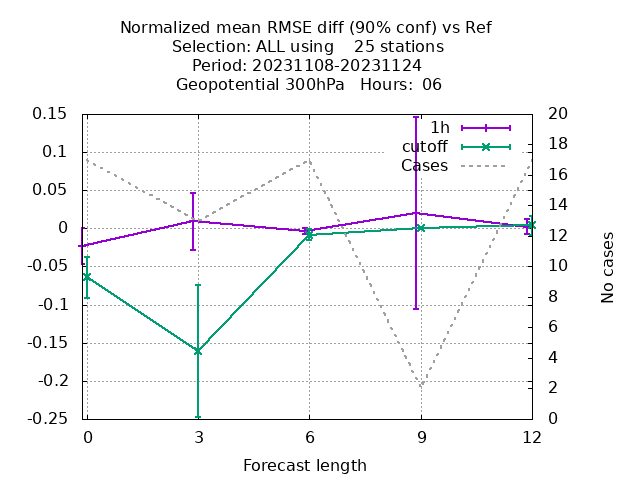 Normalized mean RMSE diff (90% conf) vs Ref
Selection: ALL using    25 stations
Period: 20231108-20231124
Geopotential 300hPa   Hours:  06
0.15
0.1
0.05
0
-0.05
-0.1
-0.15
-0.2
-0.25
1h
cutoff
Cases
20
18
16
14
12
10
8
6
4
2
0
No cases
0
3
6
9
12
Forecast length